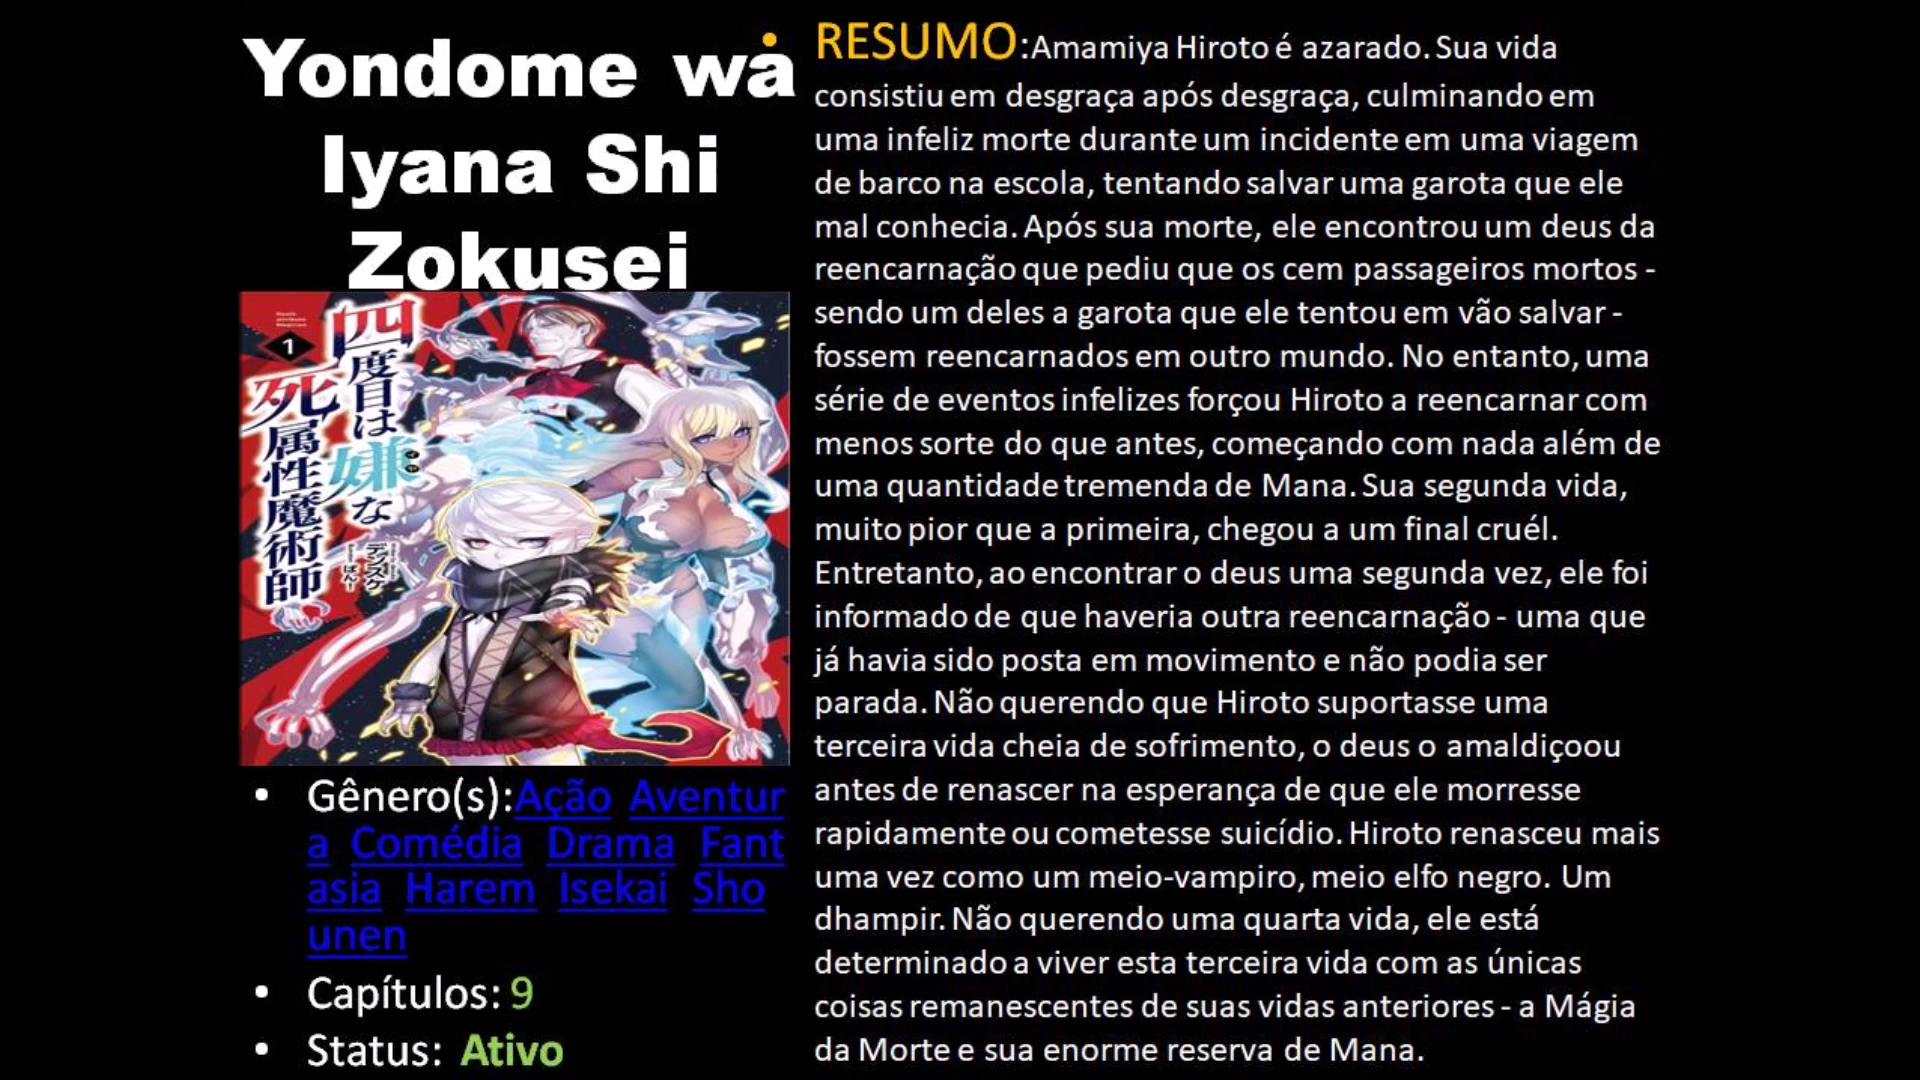 Yondome wa
Iyana Shi
Zokusei
1
四度目は嫌な
死属性魔術師
デンスケ
ばん!
Gênero(s):Ação Aventur
a Comédia Drama Fant
asia Harem Isekai Sho
unen
Capítulos: 9
Status: Ativo
RESUMO:Amamiya Hiroto é azarado. Sua vida
consistiu em desgraça após desgraça, culminando em
uma infeliz morte durante um incidente em uma viagem
de barco na escola, tentando salvar uma garota que ele
mal conhecia. Após sua morte, ele encontrou um deus da
reencarnação que pediu que os cem passageiros mortos -
sendo um deles a garota que ele tentou em vão salvar -
fossem reencarnados em outro mundo. No entanto, uma
série de eventos infelizes forçou Hiroto a reencarnar com
menos sorte do que antes, começando com nada além de
uma quantidade tremenda de Mana. Sua segunda vida,
muito pior que a primeira, chegou a um final cruél.
Entretanto, ao encontrar o deus uma segunda vez, ele foi
informado de que haveria outra reencarnação - uma que
já havia sido posta em movimento e não podia ser
parada. Não querendo que Hiroto suportasse uma
terceira vida cheia de sofrimento, o deus o amaldiçoou
antes de renascer na esperança de que ele morresse
rapidamente ou cometesse suicídio. Hiroto renasceu mais
uma vez como um meio-vampiro, meio elfo negro. Um
dhampir. Não querendo uma quarta vida, ele está
determinado a viver esta terceira vida com as únicas
coisas remanescentes de suas vidas anteriores - a Mágia
da Morte e sua enorme reserva de Mana.